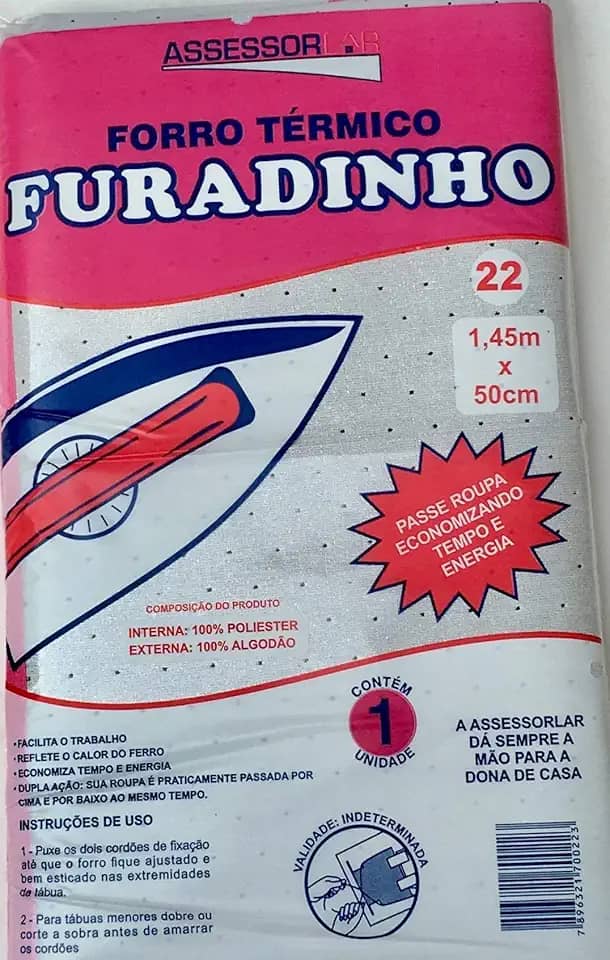 ASSESSORLAR
FORRO TÉRMICO
FURADINHO
22
1,45m
x
50cm
PASSE ROUPA
ECONOMIZANDO
TEMPO E
ENERGIA
COMPOSIÇÃO DO PRODUTO
INTERNA: 100% POLIESTER
EXTERNA: 100% ALGODÃO
CONTÉM
1
UNIDADE
•FACILITA O TRABALHO
•REFLETE O CALOR DO FERRO
•ECONOMIZA TEMPO E ENERGIA
•DUPLA AÇÃO: SUA ROUPA É PRATICAMENTE PASSADA POR
CIMA E POR BAIXO AO MESMO TEMPO.
A ASSESSORLAR
DÁ SEMPRE A
MÃO PARA A
DONA DE CASA
INSTRUÇÕES DE USO
1 - Puxe os dois cordões de fixação
até que o forro fique ajustado e
bem esticado nas extremidades
da tábua.
2 - Para tábuas menores dobre ou
corte a sobra antes de amarrar
os cordões
VALIDADE: INDETERMINADA
7896321700223